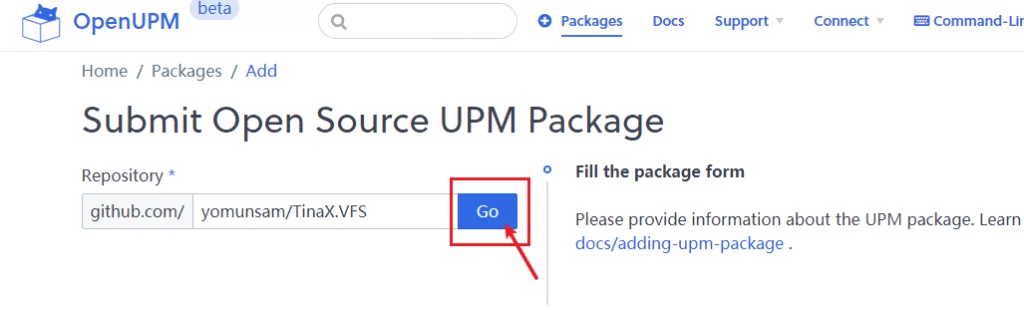 OpenUPM beta Packages Docs Support Connect Command-Lin
Home / Packages / Add
Submit Open Source UPM Package
Repository *
github.com/ yomunsam/TinaX.VFS Go
Fill the package form
Please provide information about the UPM package. Learn
docs/adding-upm-package .